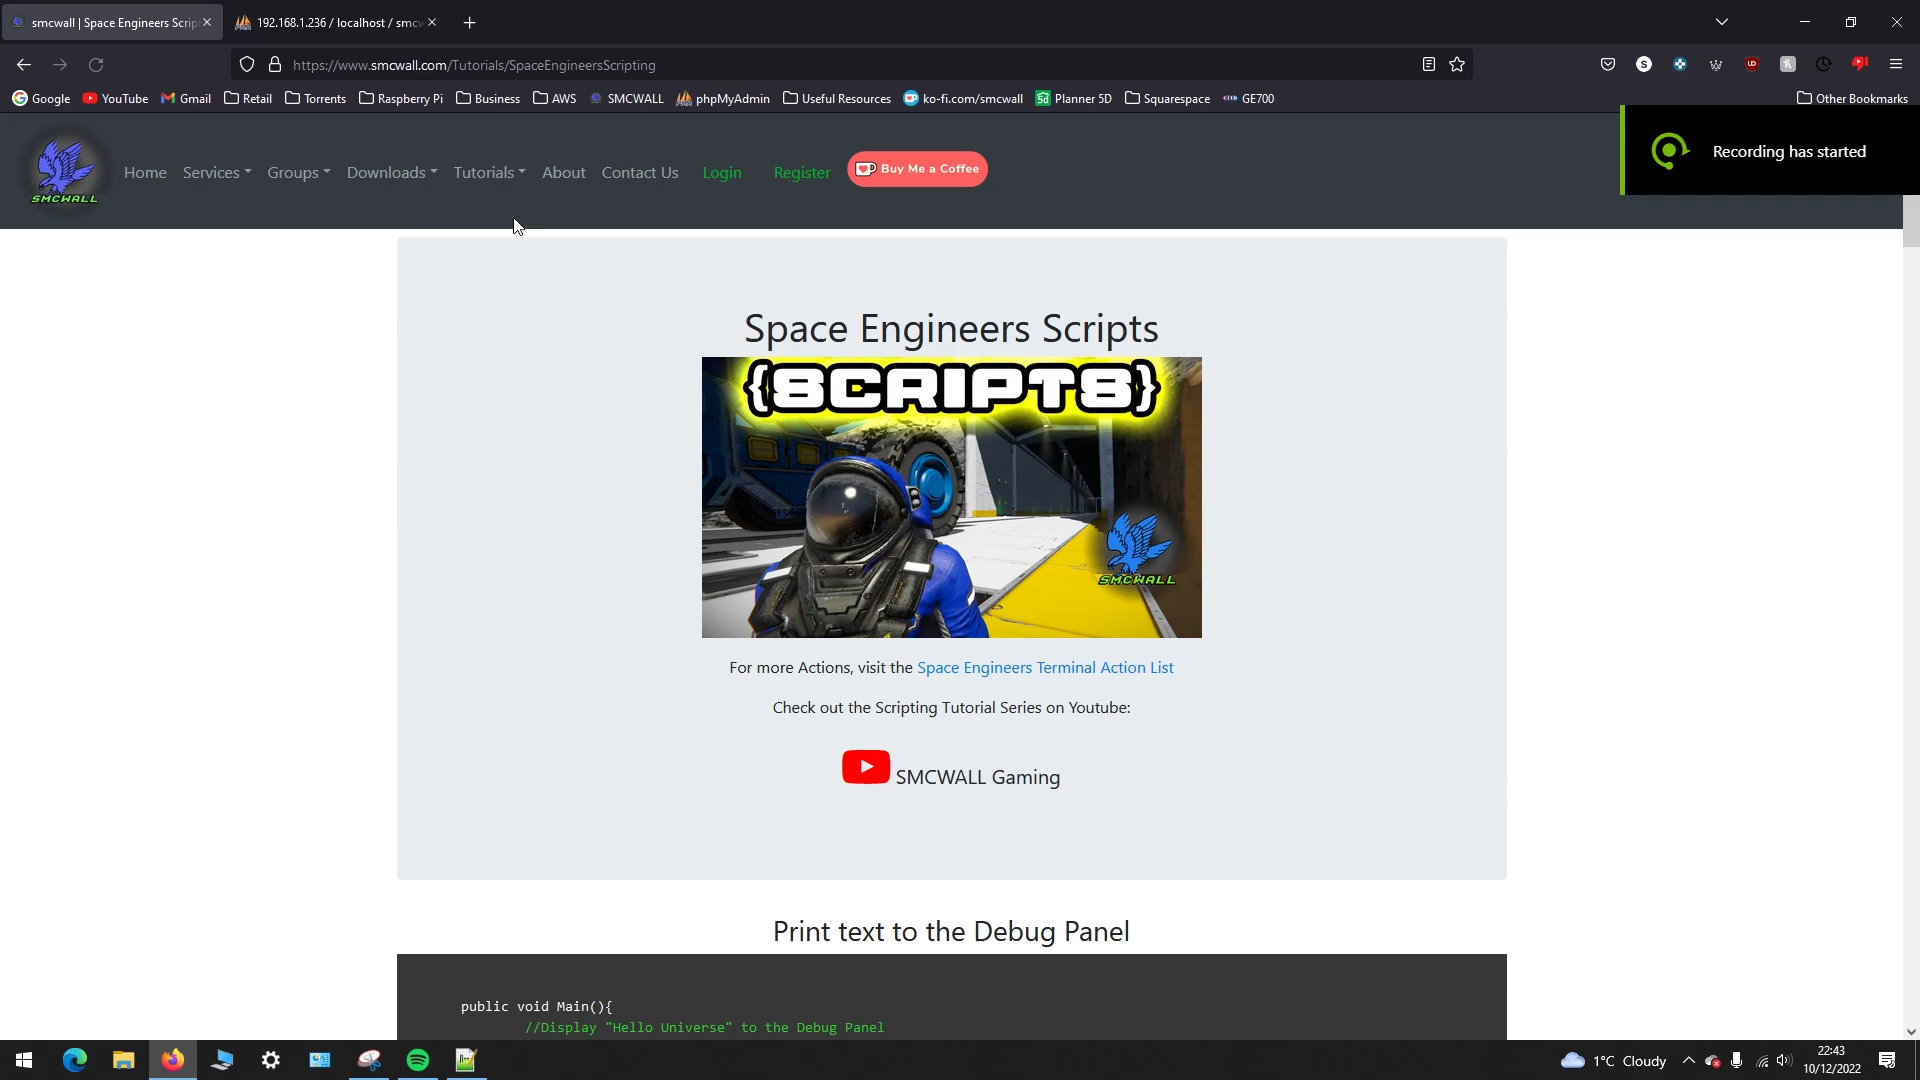 smcwall | Space Engineers Scrip
192.168.1.236 / localhost / smcw
https://www.smcwall.com/Tutorials/SpaceEngineersScripting
Google
YouTube
Gmail
Retail
Torrents
Raspberry Pi
Business
AWS
SMCWALL
phpMyAdmin
Useful Resources
ko-fi.com/smcwall
Planner 5D
Squarespace
GE700
Other Bookmarks
Recording has started
SMCWALL
Home
Services
Groups
Downloads
Tutorials
About
Contact Us
Login
Register
Buy Me a Coffee
Space Engineers Scripts
{SCRIPTS}
SMCWALL
For more Actions, visit the Space Engineers Terminal Action List
Check out the Scripting Tutorial Series on Youtube:
SMCWALL Gaming
Print text to the Debug Panel
public void Main(){
//Display "Hello Universe" to the Debug Panel
1°C Cloudy
22:43
10/12/2022